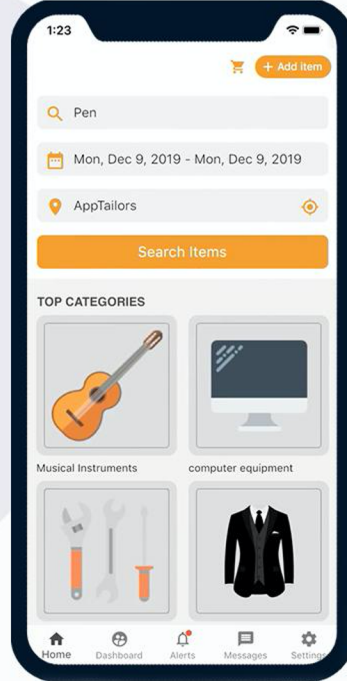 1:23
+ Add item
Pen
Mon, Dec 9, 2019 - Mon, Dec 9, 2019
AppTailors
Search Items
TOP CATEGORIES
Musical Instruments
computer equipment
Home
Dashboard
Alerts
Messages
Settings